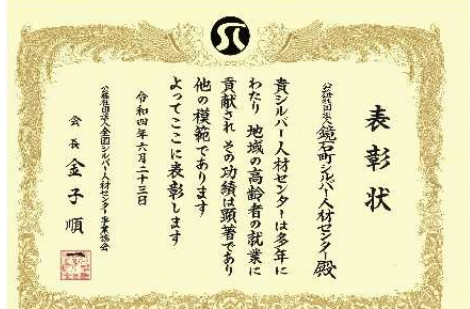 表彰状
公益社団法人鏡石町シルバー人材センター殿
貴シルバー人材センターは多年に
わたり 地域の高齢者の就業に
貢献され その功績は顕著であり
他の模範であります
よってここに表彰します
令和四年六月二十三日
公益社団法人全国シルバー人材センター事業協会
会長 金子順一